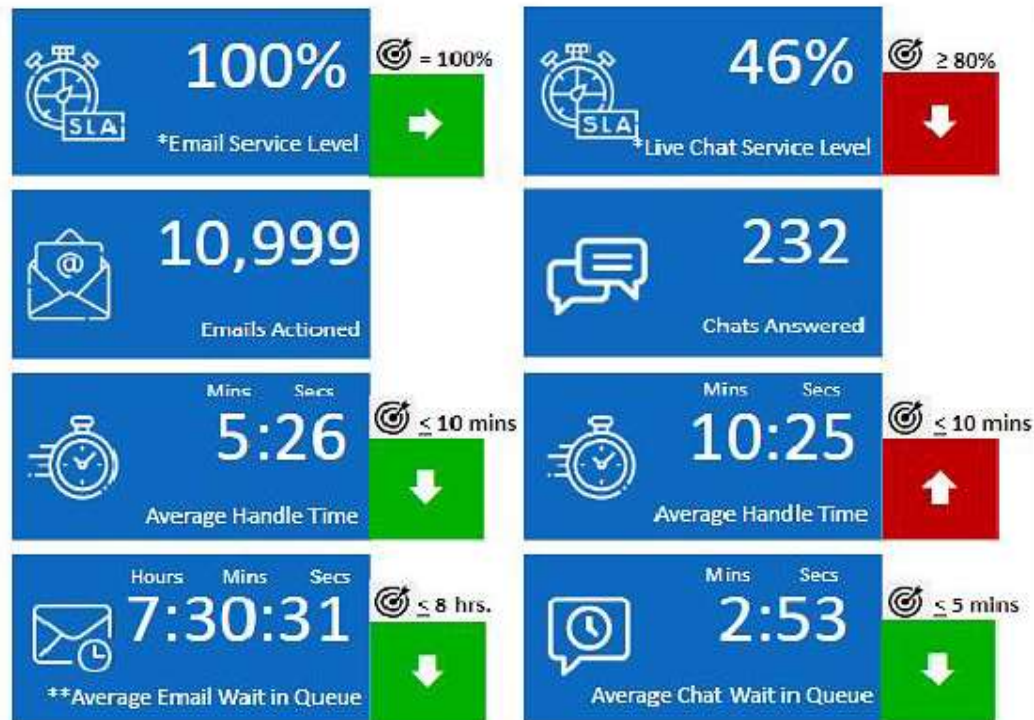 100%
= 100%
SLA
*Email Service Level
46%
≥ 80%
SLA
*Live Chat Service Level
@
10,999
Emails Actioned
232
Chats Answered
Mins Secs
5:26
≤ 10 mins
Average Handle Time
Mins Secs
10:25
≤ 10 mins
Average Handle Time
Hours Mins Secs
7:30:31
≤ 8 hrs.
**Average Email Wait in Queue
Mins Secs
2:53
≤ 5 mins
Average Chat Wait in Queue